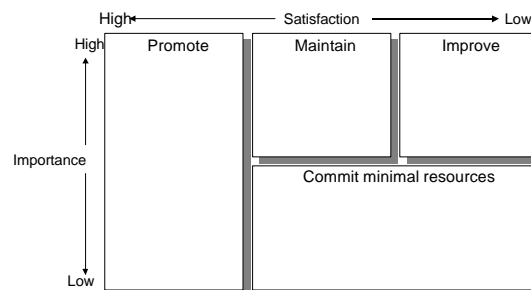 High Satisfaction Low
High Promote Maintain Improve
Importance
Commit minimal resources
Low